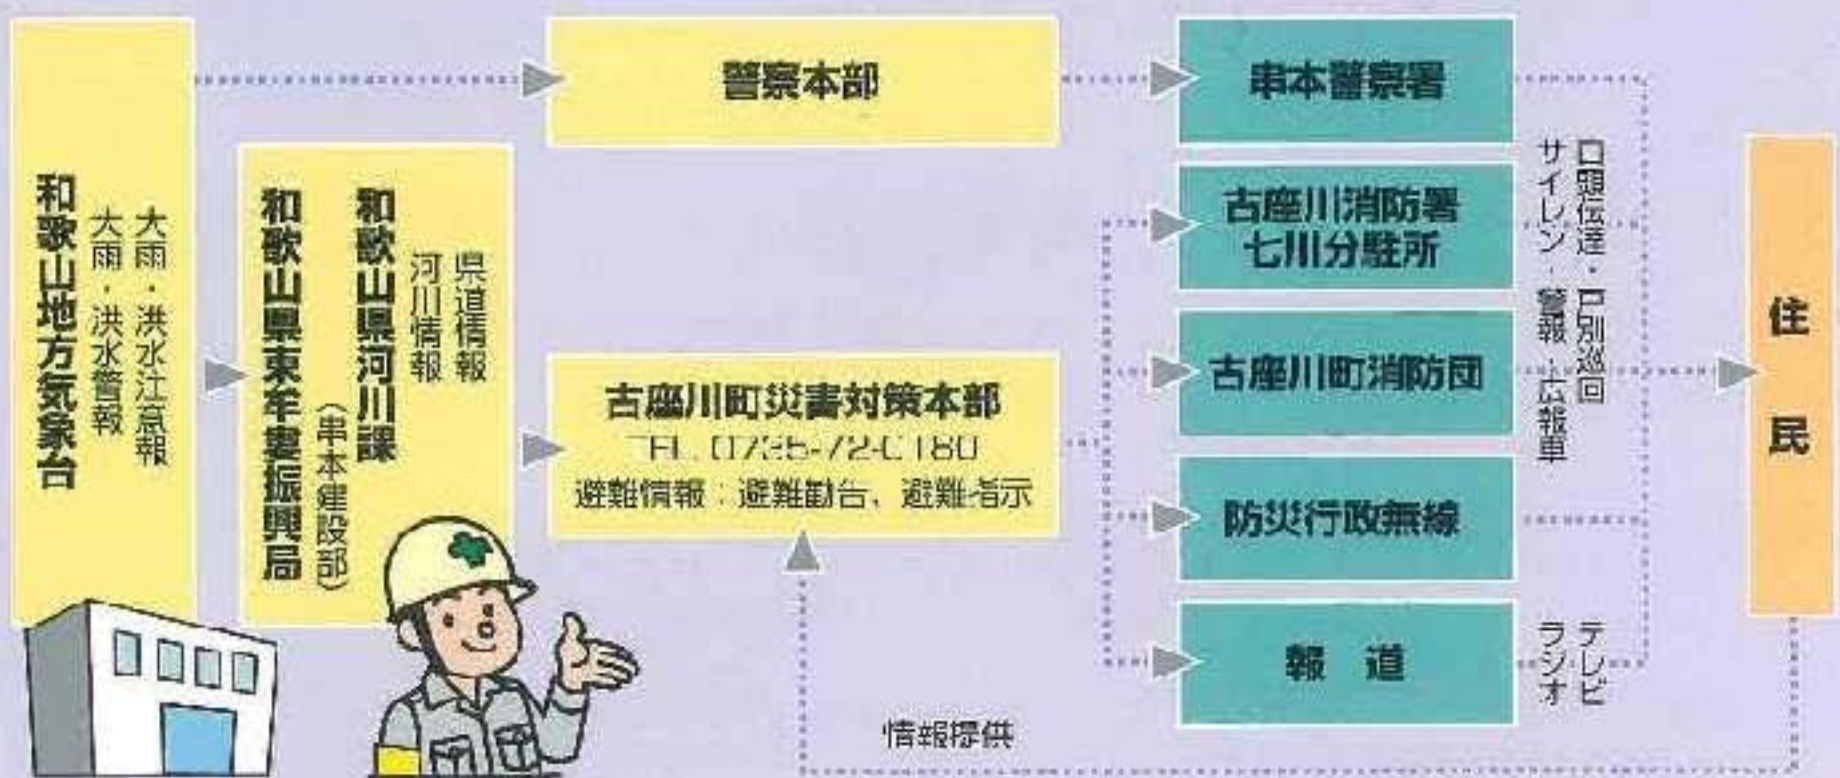 和歌山地方気象台
大雨・洪水注意報
大雨・洪水警報
和歌山県河川課
和歌山県東牟婁振興局
(串本建設部)
県道情報
河川情報
警察本部
古座川町災害対策本部
TEL 0735-72-0180
避難情報:避難勧告、避難指示
串本警察署
古座川消防署
七川分駐所
古座川町消防団
防災行政無線
報道
口頭伝達・戸別巡回
サイレン・警報・広報車
テレビ
ラジオ
住民
情報提供